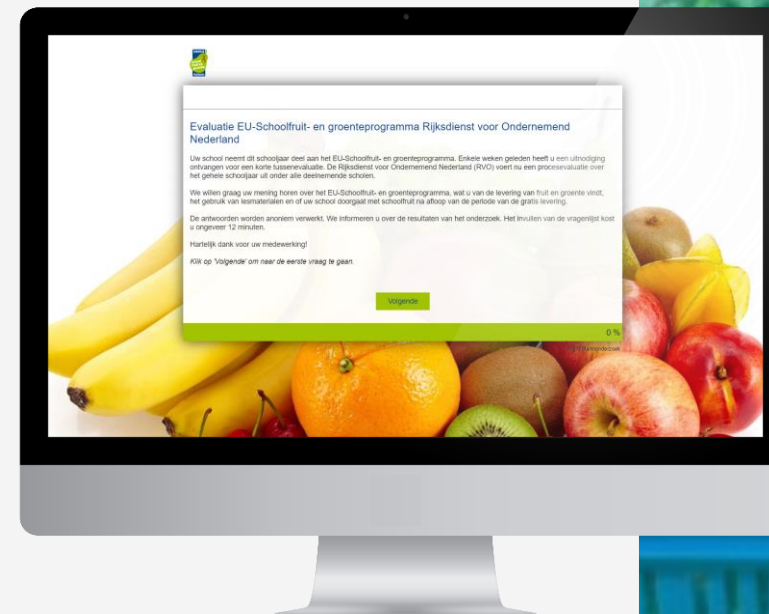 Evaluatie EU-Schoolfruit- en groenteprogramma Rijksdienst voor Ondernemend
Nederland
Uw school neemt dit schooljaar deel aan het EU-Schoolfruit- en groenteprogramma. Enkele weken geleden heeft u een uitnodiging
ontvangen voor een korte tussenevaluatie. De Rijksdienst voor Ondernemend Nederland (RVO) voert nu een procesevaluatie over
het gehele schooljaar uit onder alle deelnemende scholen.
We willen graag uw mening horen over het EU-Schoolfruit- en groenteprogramma, wat u van de levering van fruit en groente vindt,
het gebruik van lesmaterialen en of uw school doorgaat met schoolfruit na afloop van de periode van de gratis levering.
De antwoorden worden anoniem verwerkt. We informeren u over de resultaten van het onderzoek. Het invullen van de vragenlijst kost
u ongeveer 12 minuten.
Hartelijk dank voor uw medewerking!
Klik op 'Volgende' om naar de eerste vraag te gaan.
Volgende
0 %